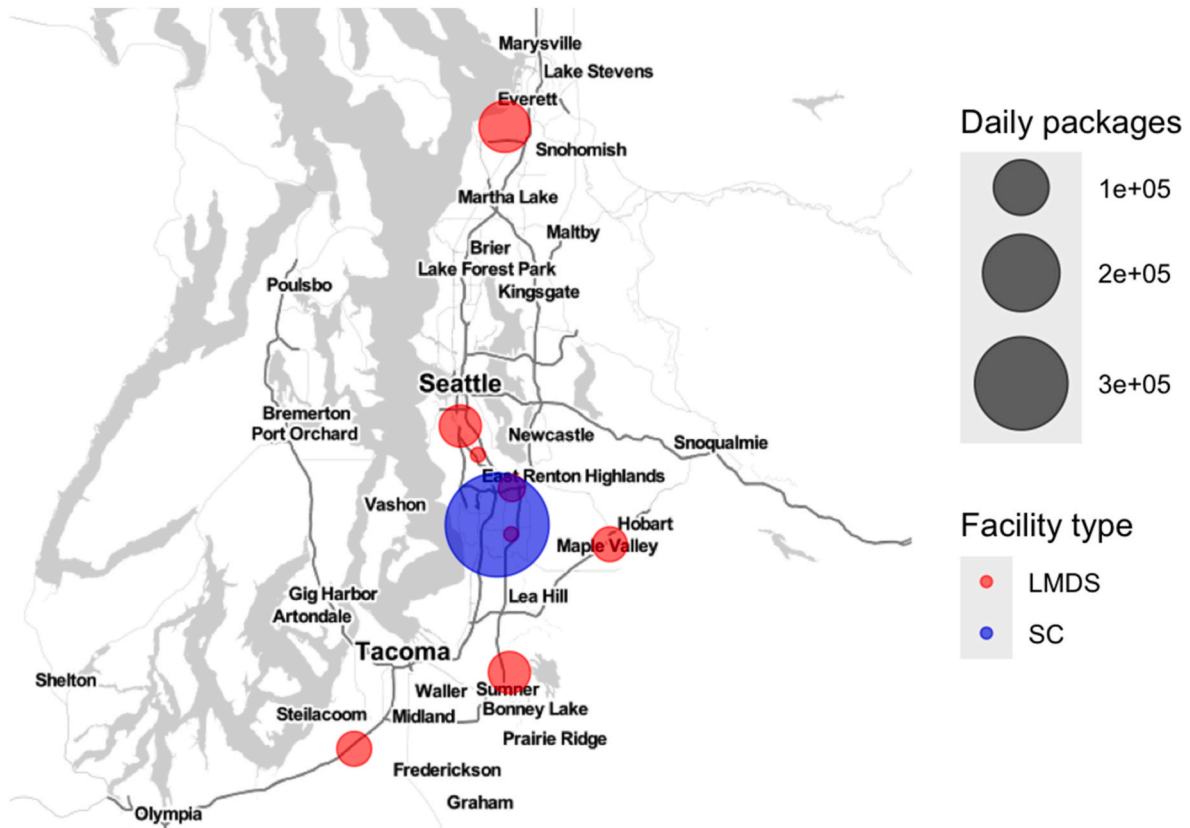 Marysville
Lake Stevens
Everett
Snohomish
Martha Lake
Maltby
Brier
Lake Forest Park
Kingsgate
Poulsbo
Seattle
Bremerton
Port Orchard
Newcastle
Snoqualmie
East Renton Highlands
Vashon
Hobart
Maple Valley
Gig Harbor
Lea Hill
Artondale
Tacoma
Shelton
Waller
Sumner
Bonney Lake
Steilacoom
Midland
Prairie Ridge
Frederickson
Graham
Olympia
Daily packages
1e+05
2e+05
3e+05
Facility type
LMDS
SC